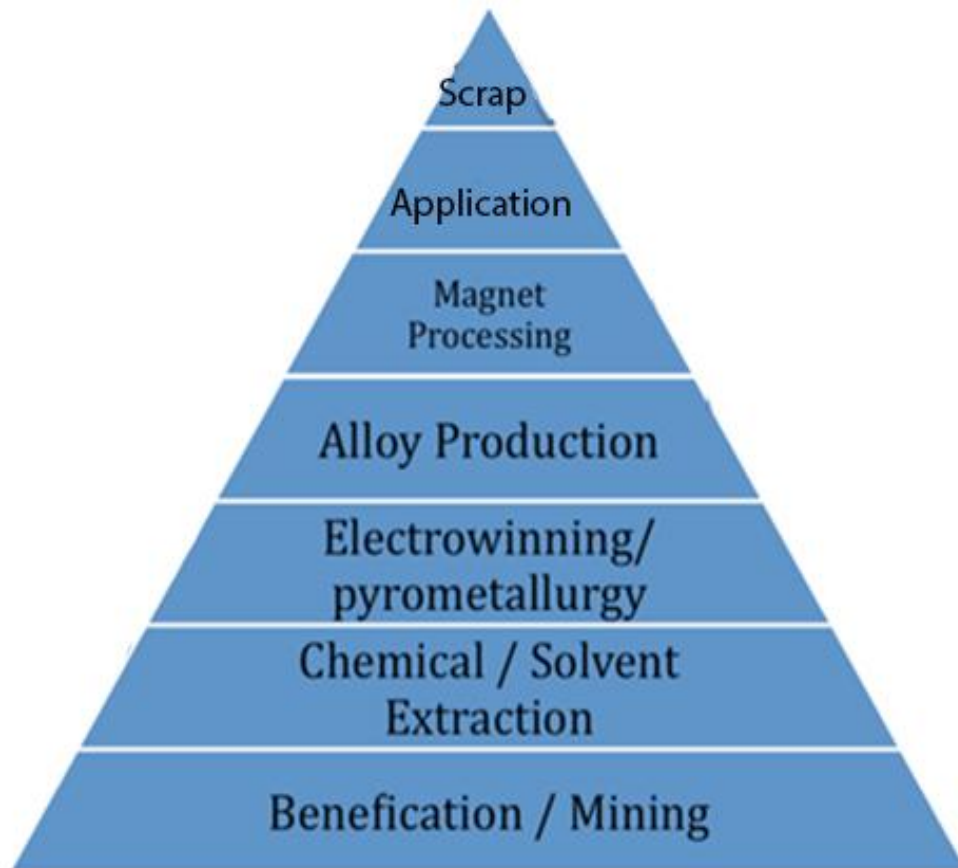 Scrap
Application
Magnet
Processing
Alloy Production
Electrowinning/
pyrometallurgy
Chemical / Solvent
Extraction
Benefication / Mining